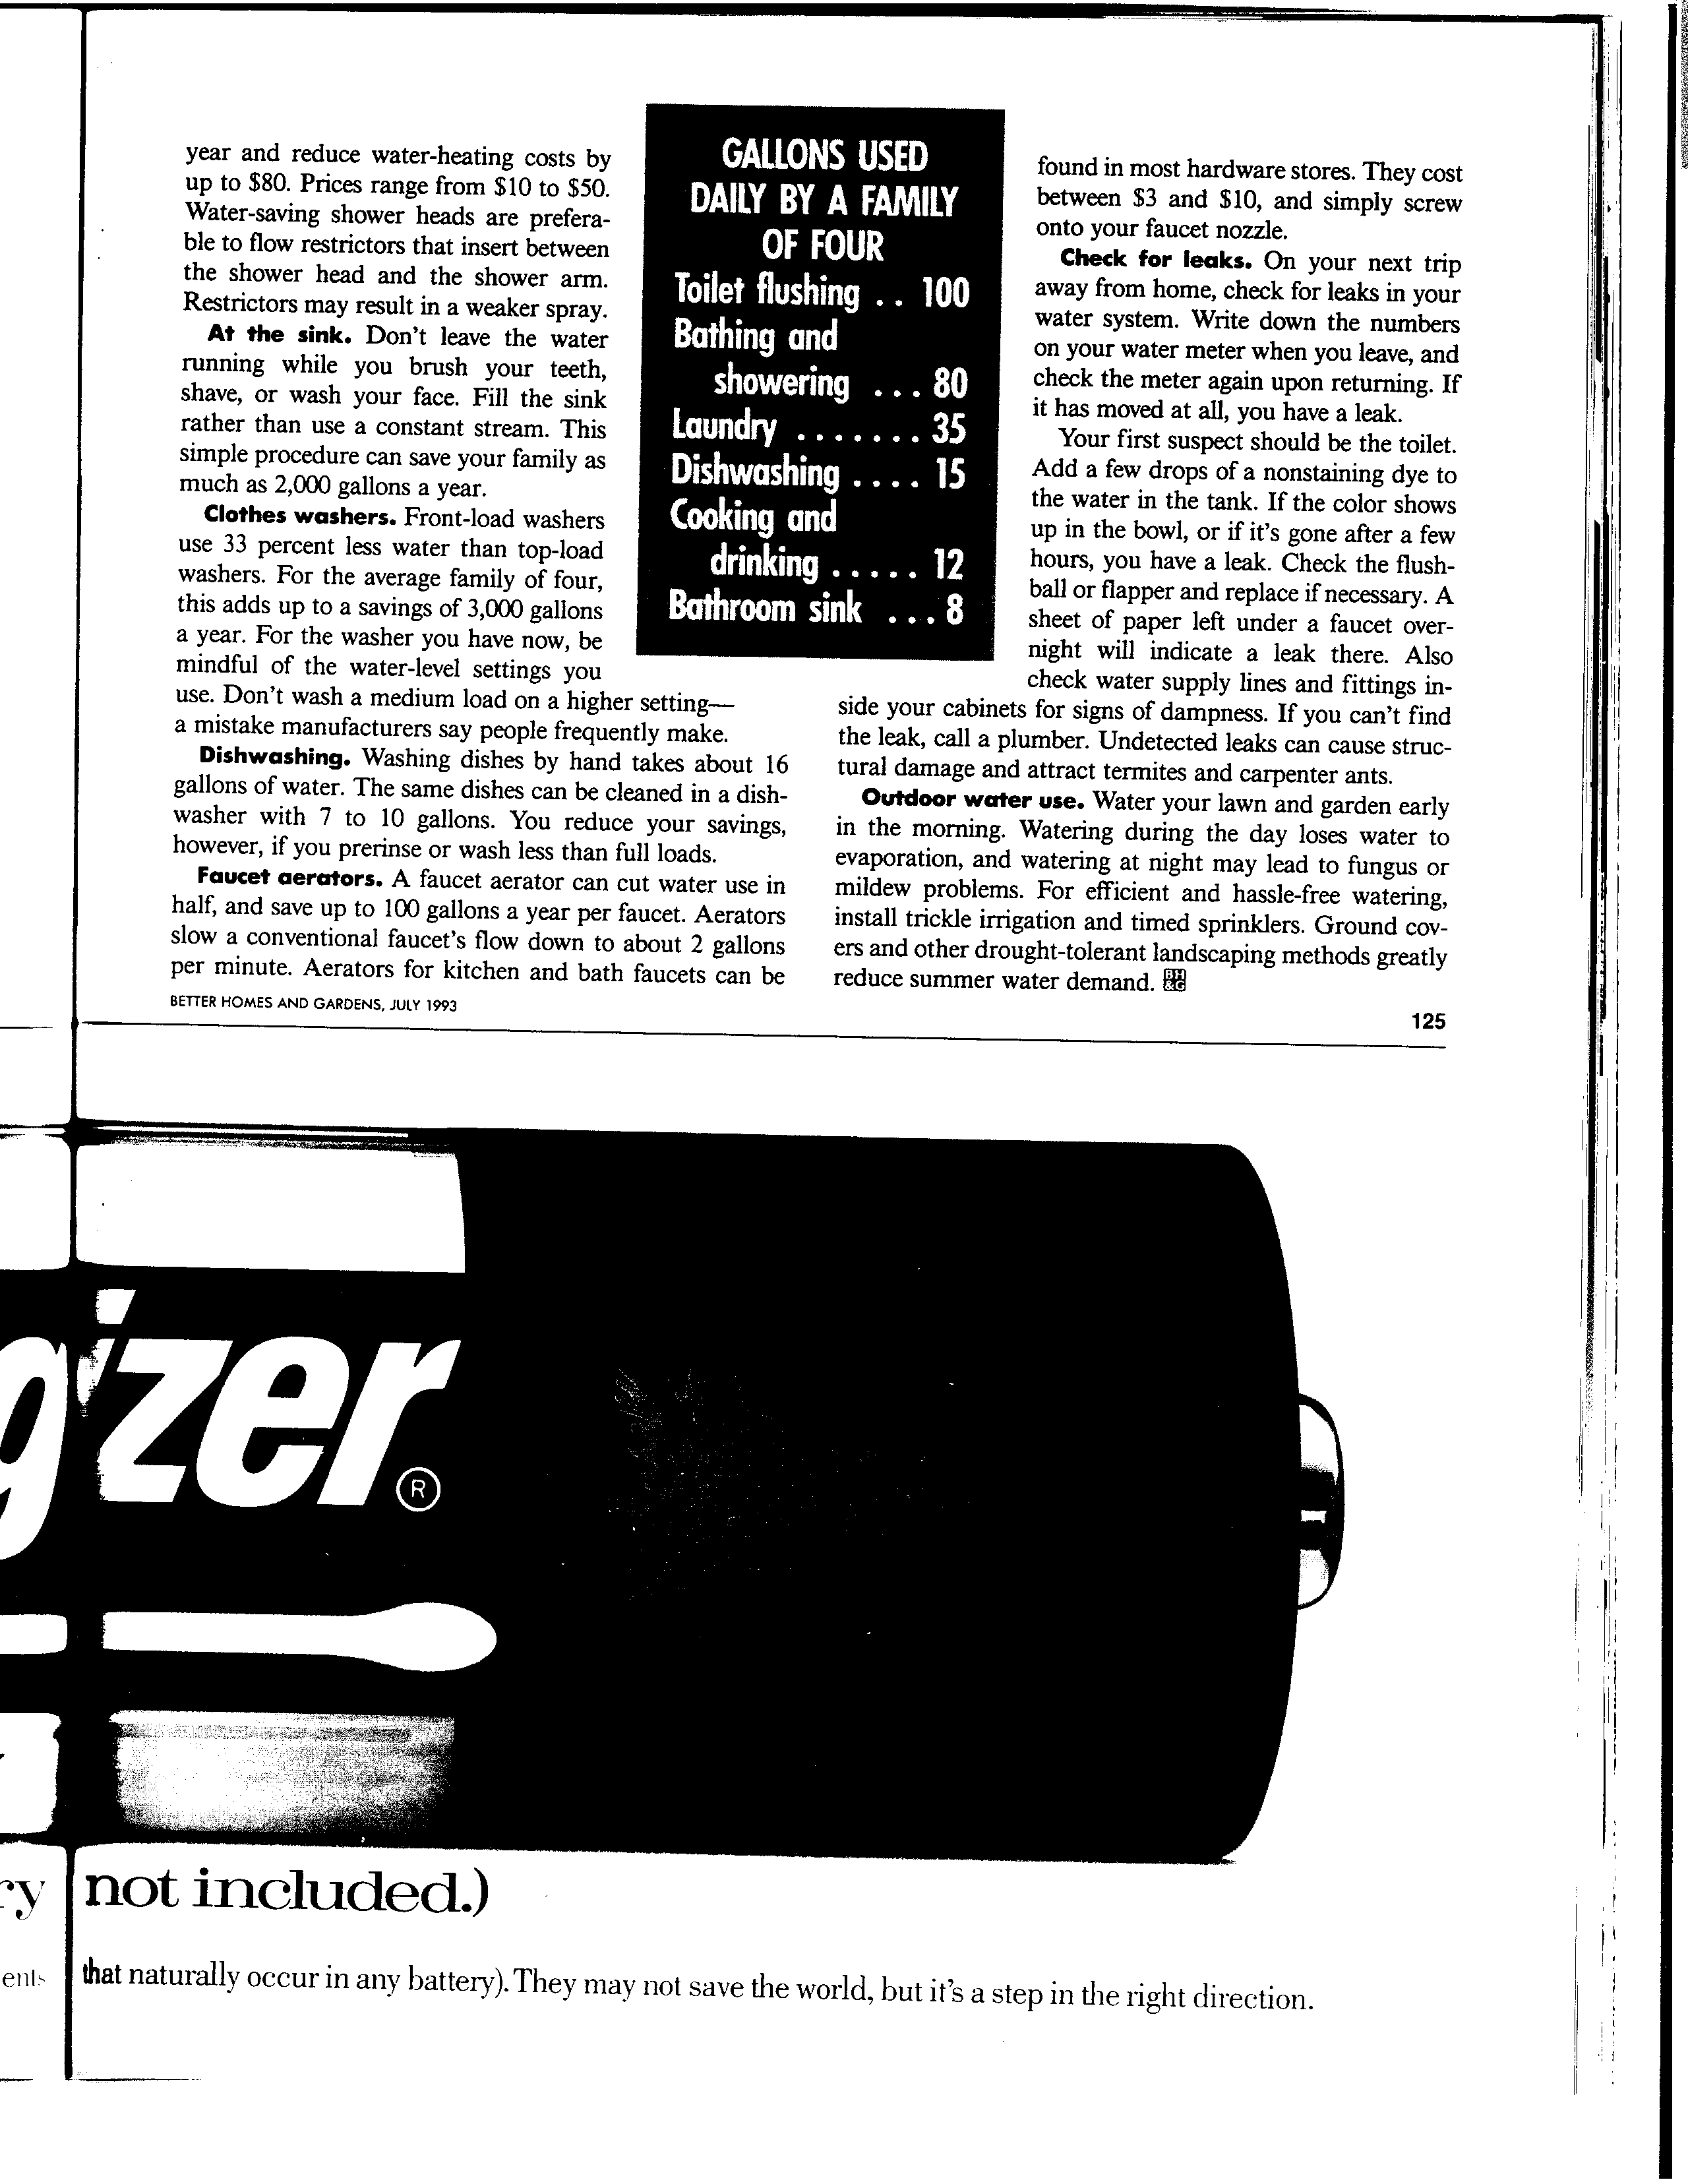 year and reduce water-heating costs by
up to $80. Prices range from $10 to $50.
Water-saving shower heads are prefera-
ble to flow restrictors that insert between
the shower head and the shower arm.
Restrictors may result in a weaker spray.
At the sink. Don't leave the water
running while you brush your teeth,
shave, or wash your face. Fill the sink
rather than use a constant stream. This
simple procedure can save your family as
much as 2,000 gallons a year.
Clothes washers. Front-load washers
use 33 percent less water than top-load
washers. For the average family of four,
this adds up to a savings of 3,000 gallons
a year. For the washer you have now, be
mindful of the water-level settings you
use. Don't wash a medium load on a higher setting—
a mistake manufacturers say people frequently make.
Dishwashing. Washing dishes by hand takes about 16
gallons of water. The same dishes can be cleaned in a dish-
washer with 7 to 10 gallons. You reduce your savings,
however, if you prerinse or wash less than full loads.
Faucet aerators. A faucet aerator can cut water use in
half, and save up to 100 gallons a year per faucet. Aerators
slow a conventional faucet's flow down to about 2 gallons
per minute. Aerators for kitchen and bath faucets can be
GALLONS USED
DAILY BY A FAMILY
OF FOUR
Toilet flushing .. 100
Bathing and
showering ... 80
Laundry ....... 35
Dishwashing .... 15
Cooking and
drinking ..... 12
Bathroom sink ... 8
found in most hardware stores. They cost
between $3 and $10, and simply screw
onto your faucet nozzle.
Check for leaks. On your next trip
away from home, check for leaks in your
water system. Write down the numbers
on your water meter when you leave, and
check the meter again upon returning. If
it has moved at all, you have a leak.
Your first suspect should be the toilet.
Add a few drops of a nonstaining dye to
the water in the tank. If the color shows
up in the bowl, or if it's gone after a few
hours, you have a leak. Check the flush-
ball or flapper and replace if necessary. A
sheet of paper left under a faucet over-
night will indicate a leak there. Also
check water supply lines and fittings in-
side your cabinets for signs of dampness. If you can't find
the leak, call a plumber. Undetected leaks can cause struc-
tural damage and attract termites and carpenter ants.
Outdoor water use. Water your lawn and garden early
in the morning. Watering during the day loses water to
evaporation, and watering at night may lead to fungus or
mildew problems. For efficient and hassle-free watering,
install trickle irrigation and timed sprinklers. Ground cov-
ers and other drought-tolerant landscaping methods greatly
reduce summer water demand. BH&G
BETTER HOMES AND GARDENS, JULY 1993
125
gizer ®
ry not included.)
ents that naturally occur in any battery). They may not save the world, but it's a step in the right direction.